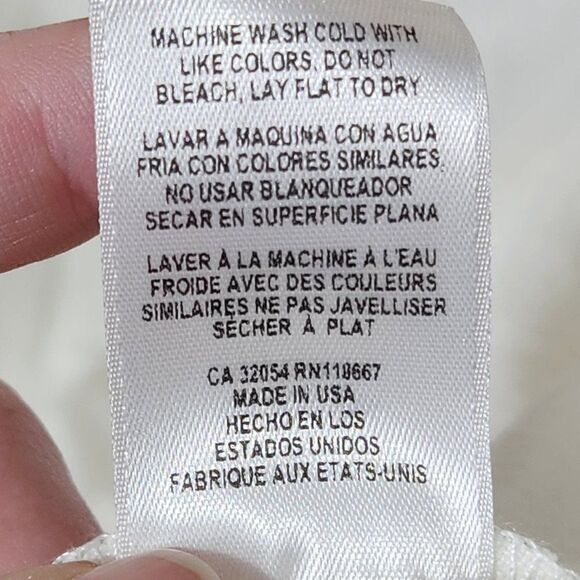 MACHINE WASH COLD WITH
LIKE COLORS. DO NOT
BLEACH, LAY FLAT TO DRY
LAVAR A MAQUINA CON AGUA
FRIA CON COLORES SIMILARES.
NO USAR BLANQUEADOR
SECAR EN SUPERFICIE PLANA
LAVER À LA MACHINE À L'EAU
FROIDE AVEC DES COULEURS
SIMILAIRES NE PAS JAVELLISER
SÉCHER À PLAT
CA 32054 RN118667
MADE IN USA
HECHO EN LOS
ESTADOS UNIDOS
FABRIQUE AUX ETATS-UNIS